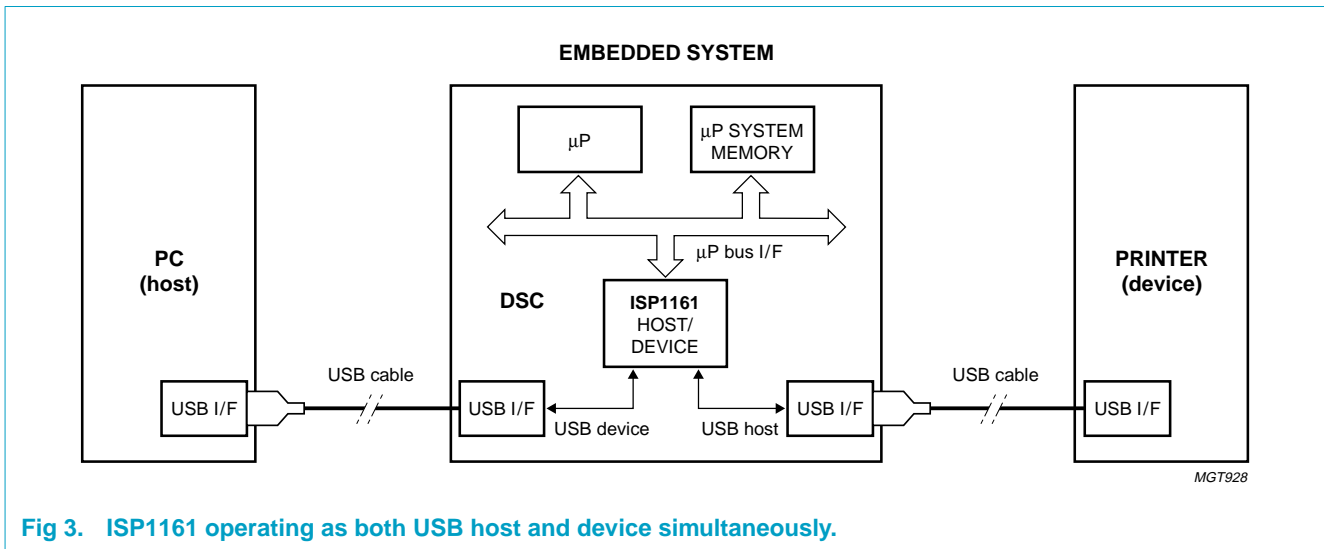 EMBEDDED SYSTEM
μP
μP SYSTEM
MEMORY
μP bus I/F
PC
(host)
DSC
ISP1161
HOST/
DEVICE
PRINTER
(device)
USB cable
USB cable
USB I/F
USB I/F
USB device
USB host
USB I/F
USB I/F
MGT928
Fig 3. ISP1161 operating as both USB host and device simultaneously.